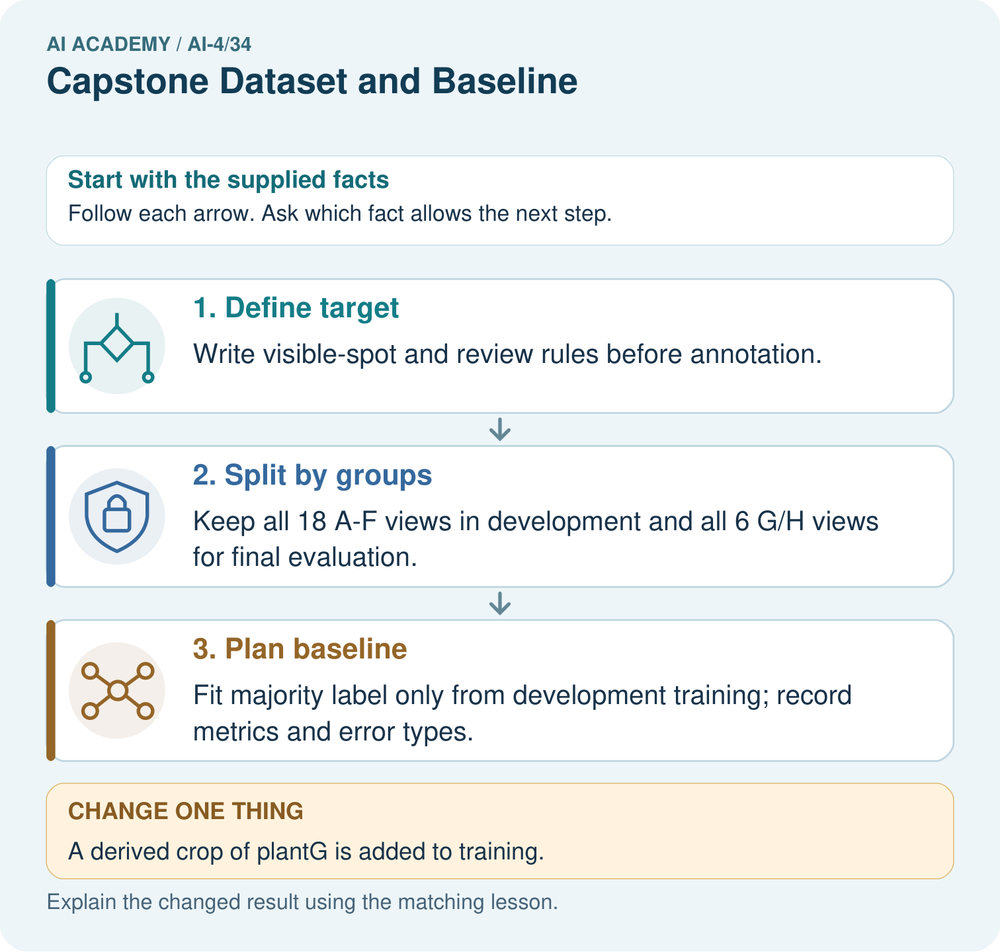 AI ACADEMY / AI-4/34
Capstone Dataset and Baseline
Start with the supplied facts
Follow each arrow. Ask which fact allows the next step.
1. Define target
Write visible-spot and review rules before annotation.
2. Split by groups
Keep all 18 A-F views in development and all 6 G/H views
for final evaluation.
3. Plan baseline
Fit majority label only from development training; record
metrics and error types.
CHANGE ONE THING
A derived crop of plantG is added to training.
Explain the changed result using the matching lesson.